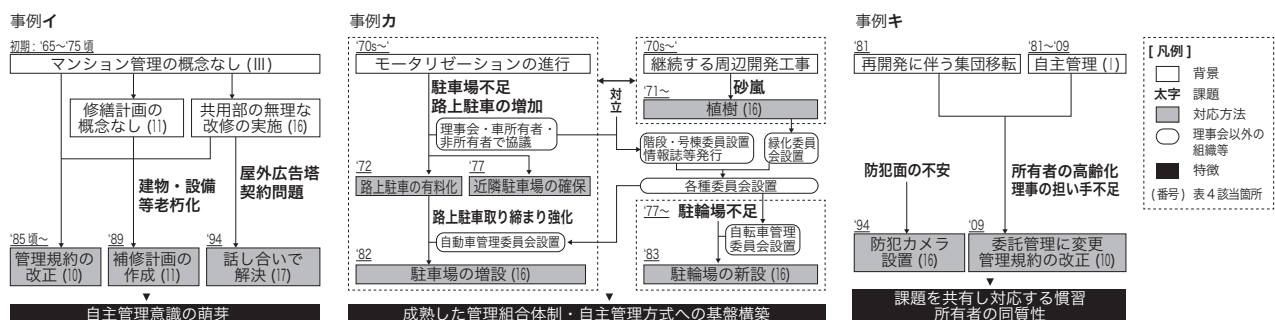 事例イ
初期：'65~'75 頃
マンション管理の概念なし (Ⅲ)
修繕計画の
概念なし (11)
共用部の無理な
改修の実施 (16)
建物・設備
等老朽化
屋外広告塔
契約問題
'85 頃~
管理規約の
改正 (10)
'89
補修計画の
作成 (11)
'94
話し合いで
解決 (17)
自主管理意識の萌芽
事例カ
'70s~'
モータリゼーションの進行
駐車場不足
路上駐車の増加
理事会・車所有者・
非所有者で協議
'72
路上駐車の有料化
'77
近隣駐車場の確保
路上駐車取り締まり強化
自動車管理委員会設置
'82
駐車場の増設 (16)
対立
'70s~'
継続する周辺開発工事
砂嵐
'71~
植樹 (16)
階段・号棟委員設置
情報誌等発行
緑化委員
会設置
各種委員会設置
'77~ 駐輪場不足
自転車管理
委員会設置
'83
駐輪場の新設 (16)
成熟した管理組合体制・自主管理方式への基盤構築
事例キ
'81
再開発に伴う集団移転
'81~'09
自主管理 (Ⅰ)
防犯面の不安
所有者の高齢化
理事の担い手不足
'94
防犯カメラ
設置 (16)
'09
委託管理に変更
管理規約の改正 (10)
課題を共有し対応する慣習
所有者の同質性
[ 凡例 ]
背景
太字 課題
対応方法
理事会以外の
組織等
特徴
(番号) 表４該当箇所